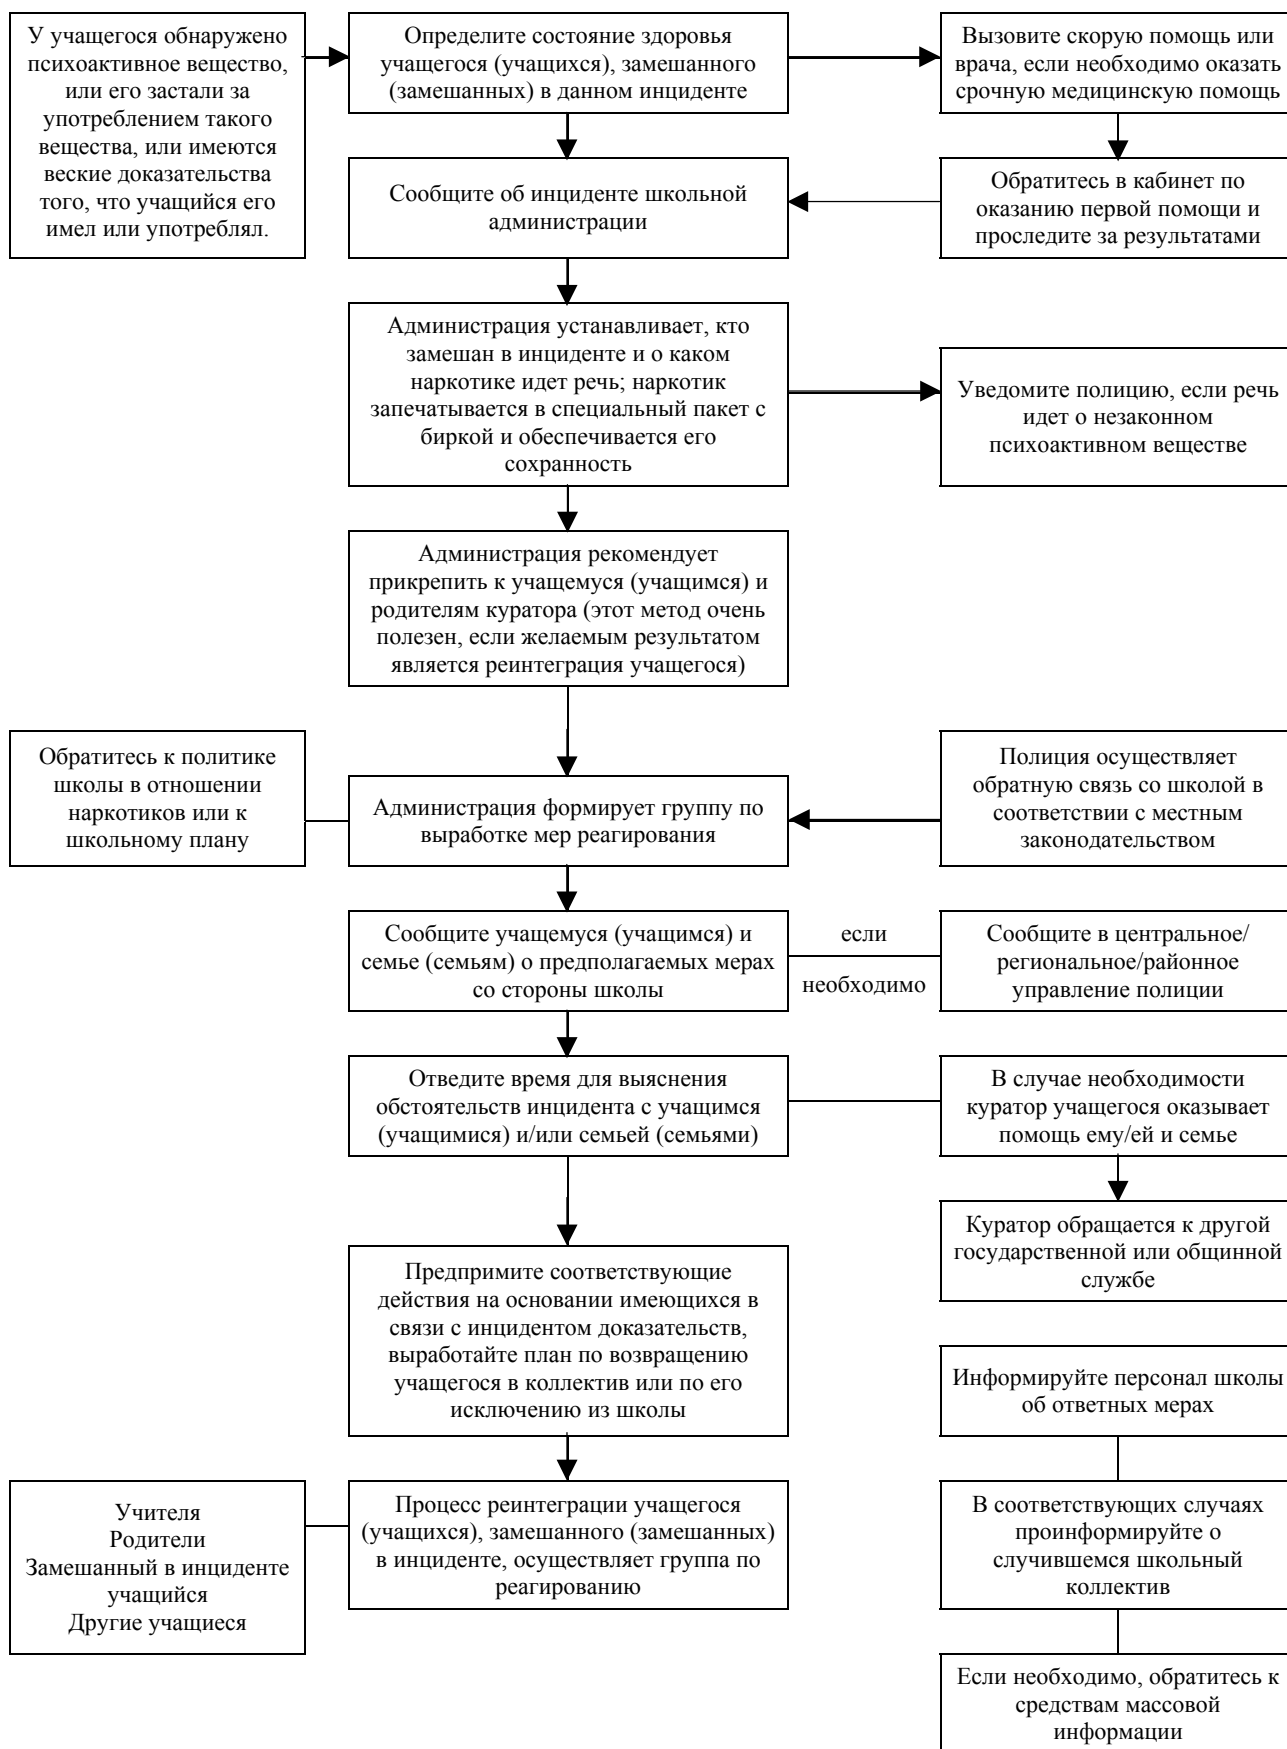 У учащегося обнаружено
психоактивное вещество,
или его застали за
употреблением такого
вещества, или имеются
веские доказательства
того, что учащийся его
имел или употреблял.
Определите состояние здоровья
учащегося (учащихся), замешанного
(замешанных) в данном инциденте
Вызовите скорую помощь или
врача, если необходимо оказать
срочную медицинскую помощь
Сообщите об инциденте школьной
администрации
Обратитесь в кабинет по
оказанию первой помощи и
проследите за результатами
Администрация устанавливает, кто
замешан в инциденте и о каком
наркотике идет речь; наркотик
запечатывается в специальный пакет с
биркой и обеспечивается его
сохранность
Уведомите полицию, если речь
идет о незаконном
психоактивном веществе
Администрация рекомендует
прикрепить к учащемуся (учащимся) и
родителям куратора (этот метод очень
полезен, если желаемым результатом
является реинтеграция учащегося)
Обратитесь к политике
школы в отношении
наркотиков или к
школьному плану
Администрация формирует группу по
выработке мер реагирования
Полиция осуществляет
обратную связь со школой в
соответствии с местным
законодательством
Сообщите учащемуся (учащимся) и
семье (семьям) о предполагаемых мерах
со стороны школы
если
необходимо
Сообщите в центральное/
региональное/районное
управление полиции
Отведите время для выяснения
обстоятельств инцидента с учащимся
(учащимися) и/или семьей (семьями)
В случае необходимости
куратор учащегося оказывает
помощь ему/ей и семье
Куратор обращается к другой
государственной или общинной
службе
Предпримите соответствующие
действия на основании имеющихся в
связи с инцидентом доказательств,
выработайте план по возвращению
учащегося в коллектив или по его
исключению из школы
Информируйте персонал школы
об ответных мерах
Учителя
Родители
Замешанный в инциденте
учащийся
Другие учащиеся
Процесс реинтеграции учащегося
(учащихся), замешанного (замешанных)
в инциденте, осуществляет группа по
реагированию
В соответствующих случаях
проинформируйте о
случившемся школьный
коллектив
Если необходимо, обратитесь к
средствам массовой
информации